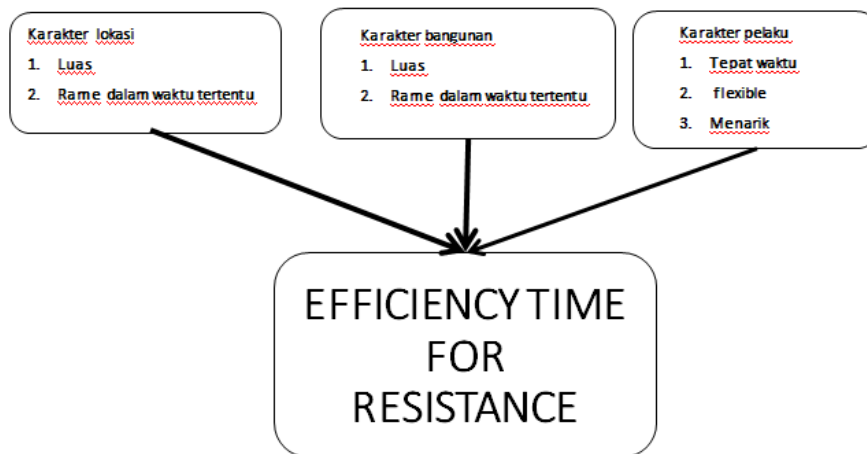 Karakter lokasi
1. Luas
2. Rame dalam waktu tertentu
Karakter bangunan
1. Luas
2. Rame dalam waktu tertentu
Karakter pelaku
1. Tepat waktu
2. flexible
3. Menarik
EFFICIENCY TIME
FOR
RESISTANCE